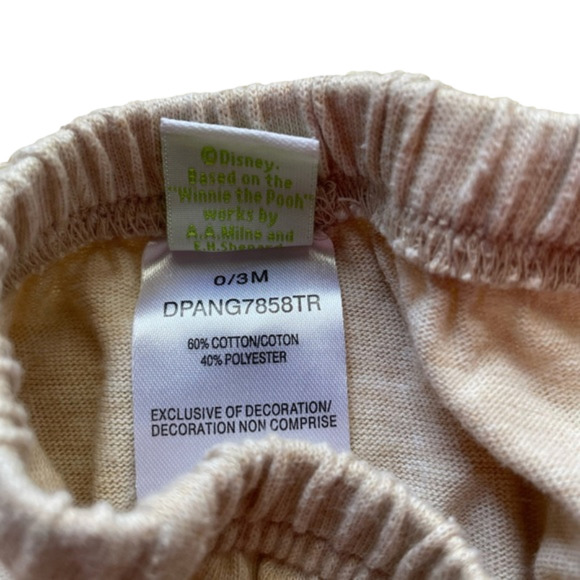 ©Disney.
Based on the
"Winnie the Pooh"
works by
A.A.Milne and
E.H.Shepard
0/3M
DPANG7858TR
60% COTTON/COTON
40% POLYESTER
EXCLUSIVE OF DECORATION/
DECORATION NON COMPRISE